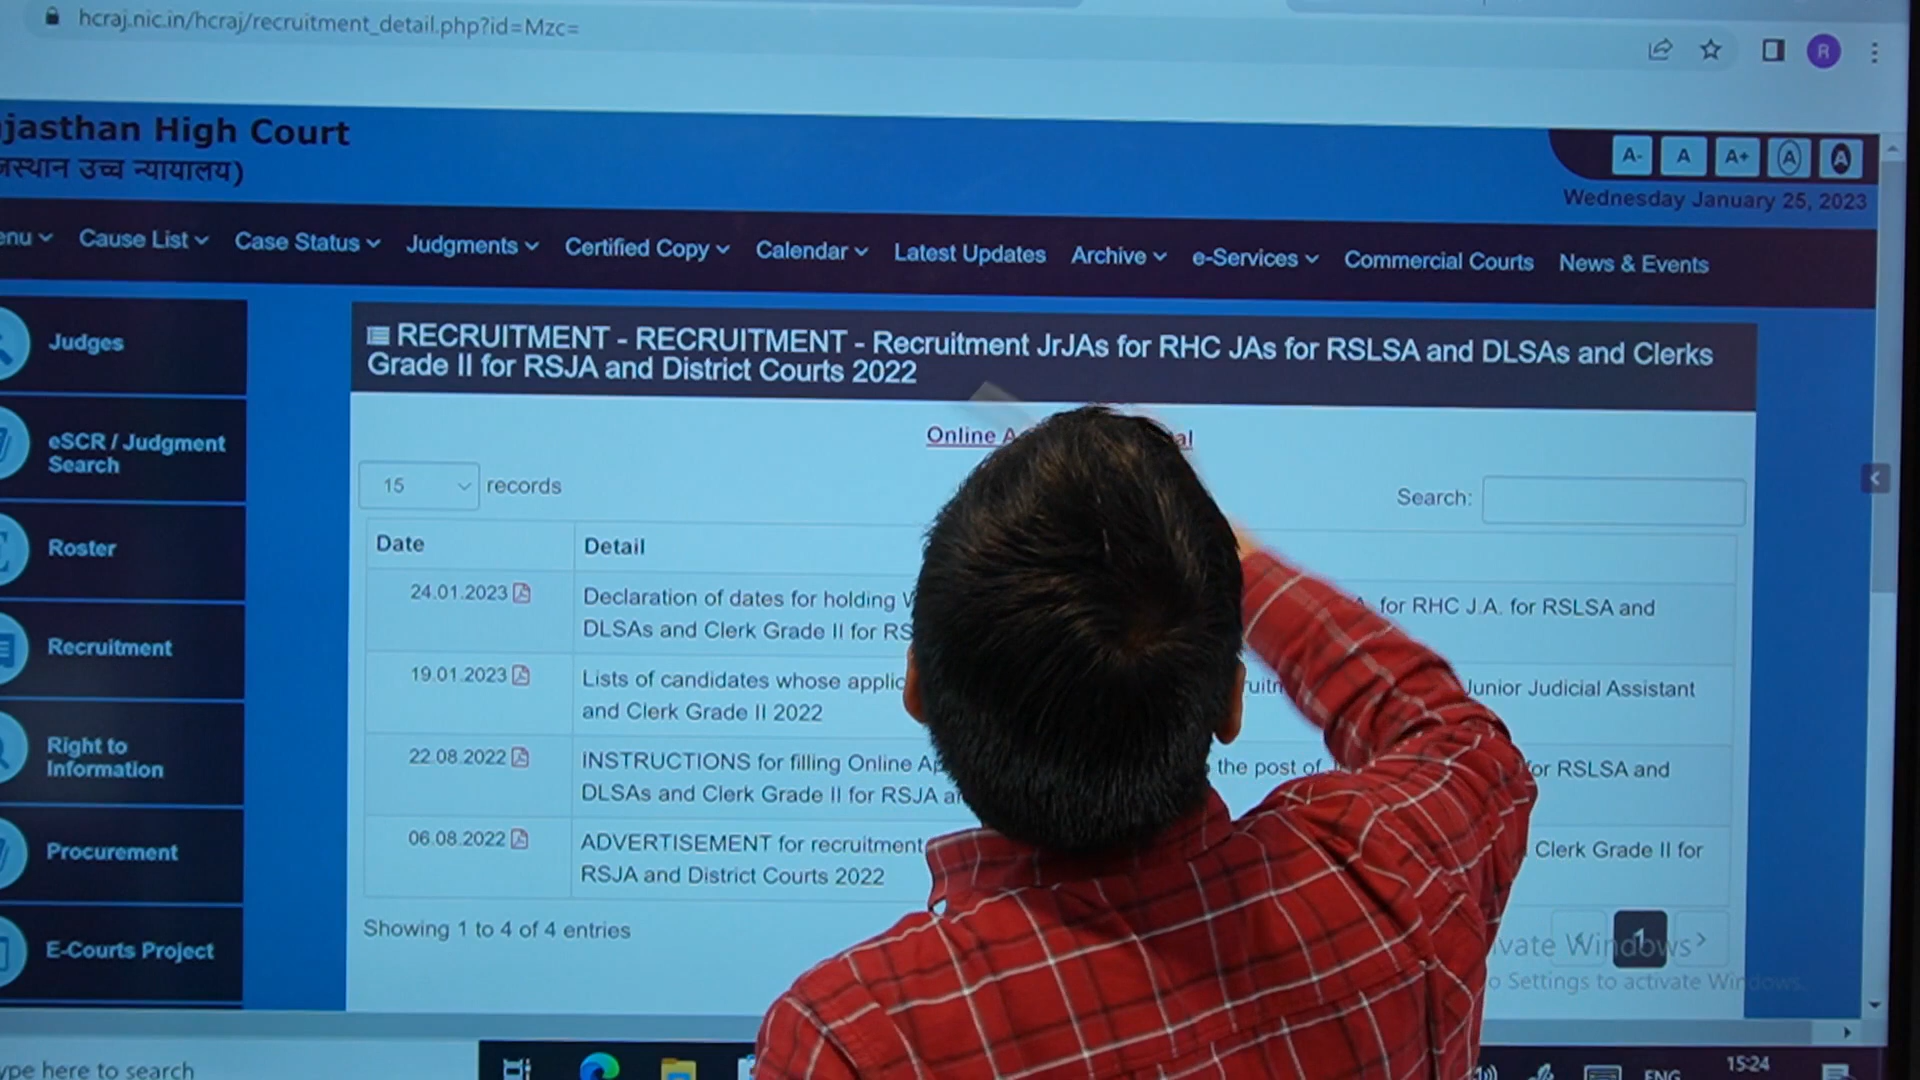 hcraj.nic.in/hcraj/recruitment_detail.php?id=Mzc=
R
High Court
उच्च न्यायालय)
A- A A+ A A
Wednesday January 25, 2023
Cause List Case Status Judgments Certified Copy Calendar Latest Updates Archive e-Services Commercial Courts News & Events
Judges
eSCR / Judgment
Search
Roster
Recruitment
Right to
Information
Procurement
E-Courts Project
RECRUITMENT - RECRUITMENT - Recruitment JrJAs for RHC JAs for RSLSA and DLSAs and Clerks
Grade II for RSJA and District Courts 2022
Online
15 records
Search:
Date Detail
24.01.2023 Declaration of dates for holding for RHC J.A. for RSLSA and
DLSAs and Clerk Grade II for
19.01.2023 Lists of candidates whose Junior Judicial Assistant
and Clerk Grade II 2022
22.08.2022 INSTRUCTIONS for filling Online the post of for RSLSA and
DLSAs and Clerk Grade II for RSJA
06.08.2022 ADVERTISEMENT for recruitment Clerk Grade II for
RSJA and District Courts 2022
Showing 1 to 4 of 4 entries
1
Windows
Settings to activate Windows.
here to search
ENG
15:24